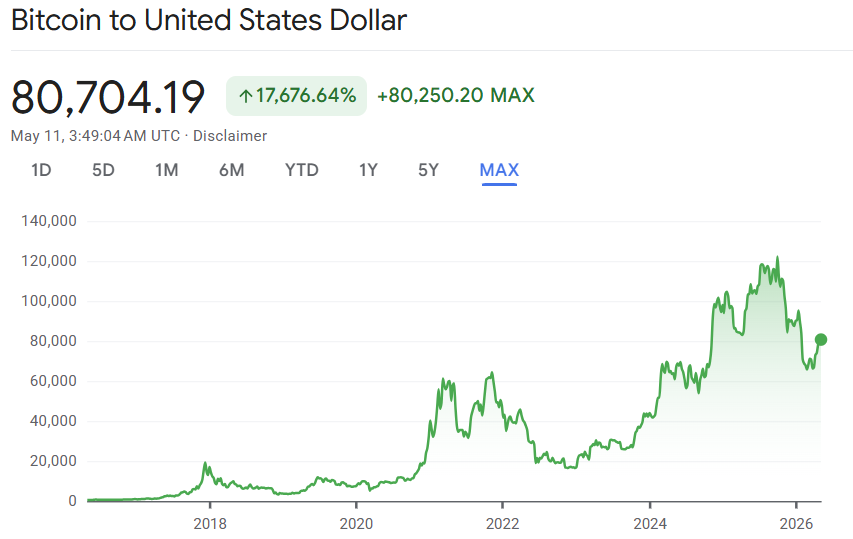 Bitcoin to United States Dollar
80,704.19 ↑17,676.64% +80,250.20 MAX
May 11, 3:49:04 AM UTC · Disclaimer
1D 5D 1M 6M YTD 1Y 5Y MAX
140,000
120,000
100,000
80,000
60,000
40,000
20,000
0
2018 2020 2022 2024 2026